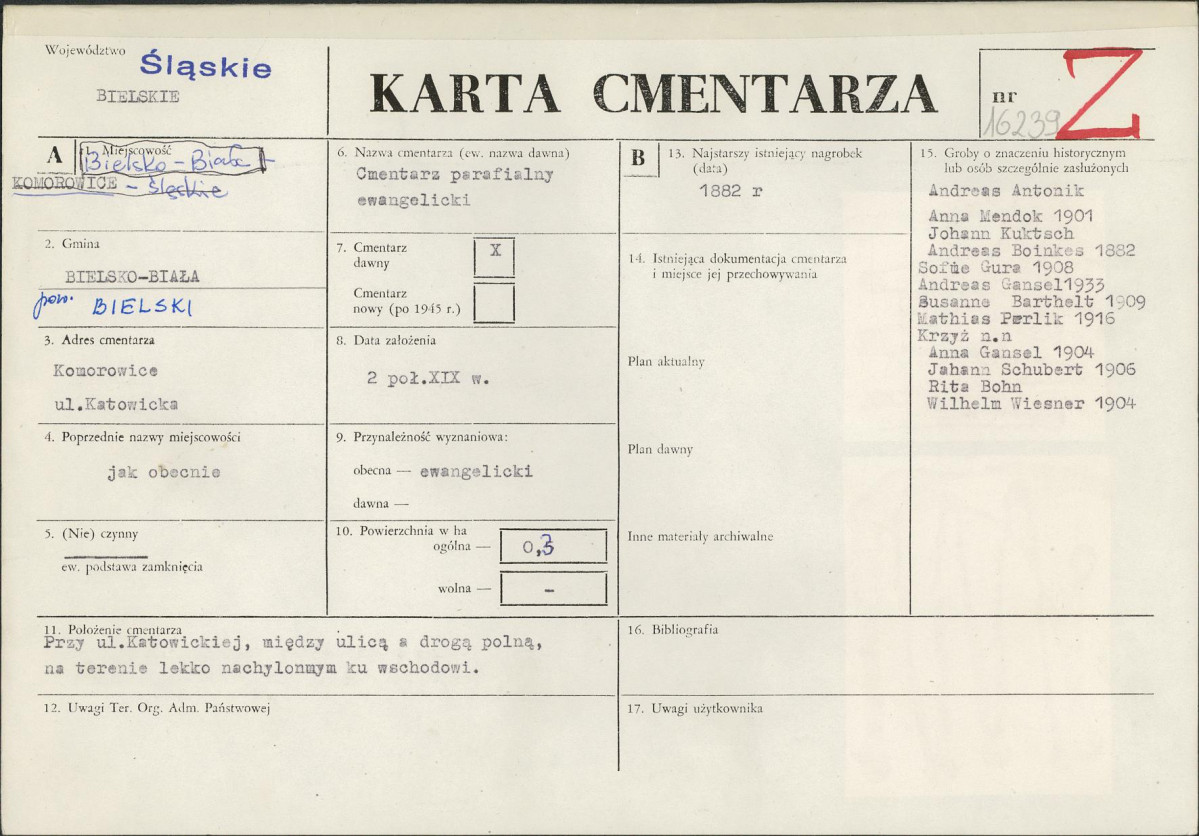 Województwo Śląskie
BIELSKIE
KARTA CMENTARZA
nr
16239
Z
A
1. Miejscowość
Bielsko-Biała
KOMOROWICE - Śląskie
2. Gmina
BIELSKO-BIAŁA
pow. BIELSKI
3. Adres cmentarza
Komorowice
ul.Katowicka
4. Poprzednie nazwy miejscowości
jak obecnie
5. (Nie) czynny
ew. podstawa zamknięcia
6. Nazwa cmentarza (ew. nazwa dawna)
Cmentarz parafialny
ewangelicki
7. Cmentarz
dawny
X
Cmentarz
nowy (po 1945 r.)
8. Data założenia
2 poł.XIX w.
9. Przynależność wyznaniowa:
obecna — ewangelicki
dawna —
10. Powierzchnia w ha
ogólna — 0,3
wolna — -
B
13. Najstarszy istniejący nagrobek
(data)
1882 r
14. Istniejąca dokumentacja cmentarza
i miejsce jej przechowywania
Plan aktualny
Plan dawny
Inne materiały archiwalne
15. Groby o znaczeniu historycznym
lub osób szczególnie zasłużonych
Andreas Antonik
Anna Mendok 1901
Johann Kuktsch
Andreas Boinkes 1882
Sofie Gura 1908
Andreas Gansel1933
Susanne Barthelt 1909
Mathias Perlik 1916
Krzyż n.n
Anna Gansel 1904
Jahann Schubert 1906
Rita Bohn
Wilhelm Wiesner 1904
11. Położenie cmentarza
Przy ul.Katowickiej, między ulicą a drogą polną,
na terenie lekko nachylonmym ku wschodowi.
12. Uwagi Ter. Org. Adm. Państwowej
16. Bibliografia
17. Uwagi użytkownika